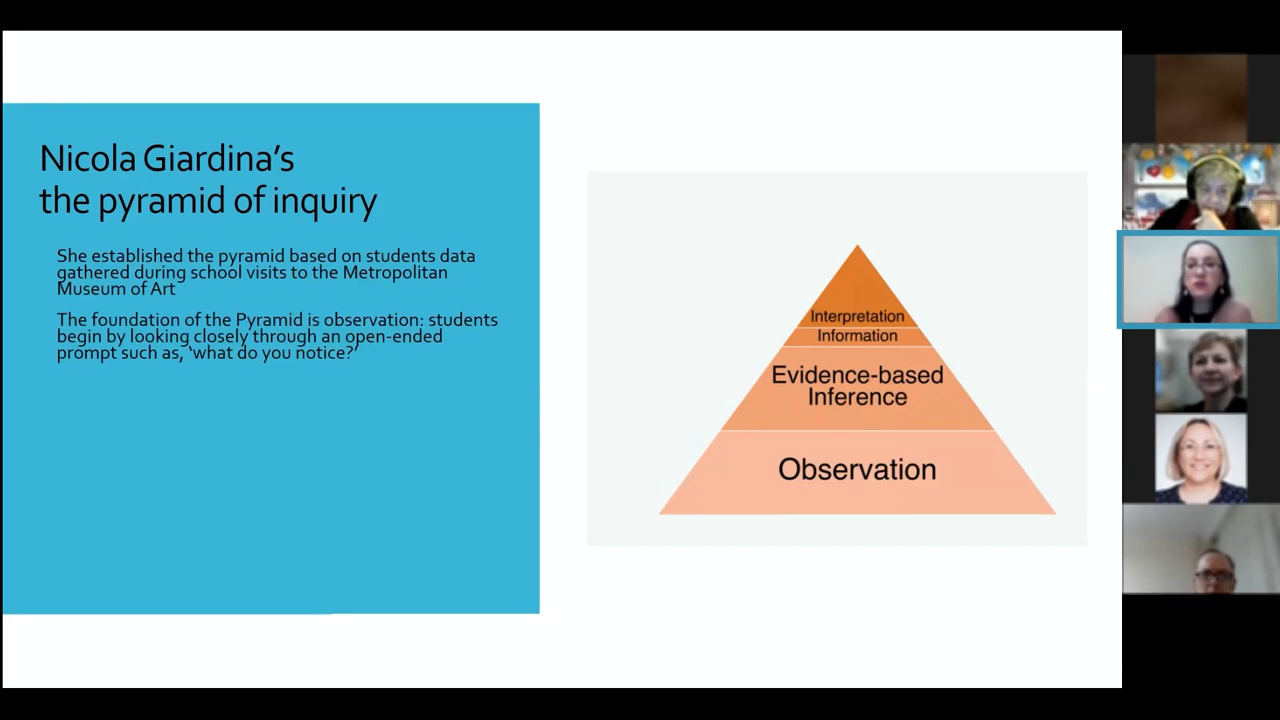 Nicola Giardina’s
the pyramid of inquiry
She established the pyramid based on students data
gathered during school visits to the Metropolitan
Museum of Art
The foundation of the Pyramid is observation: students
begin by looking closely through an open-ended
prompt such as, ‘what do you notice?’
Interpretation
Information
Evidence-based
Inference
Observation